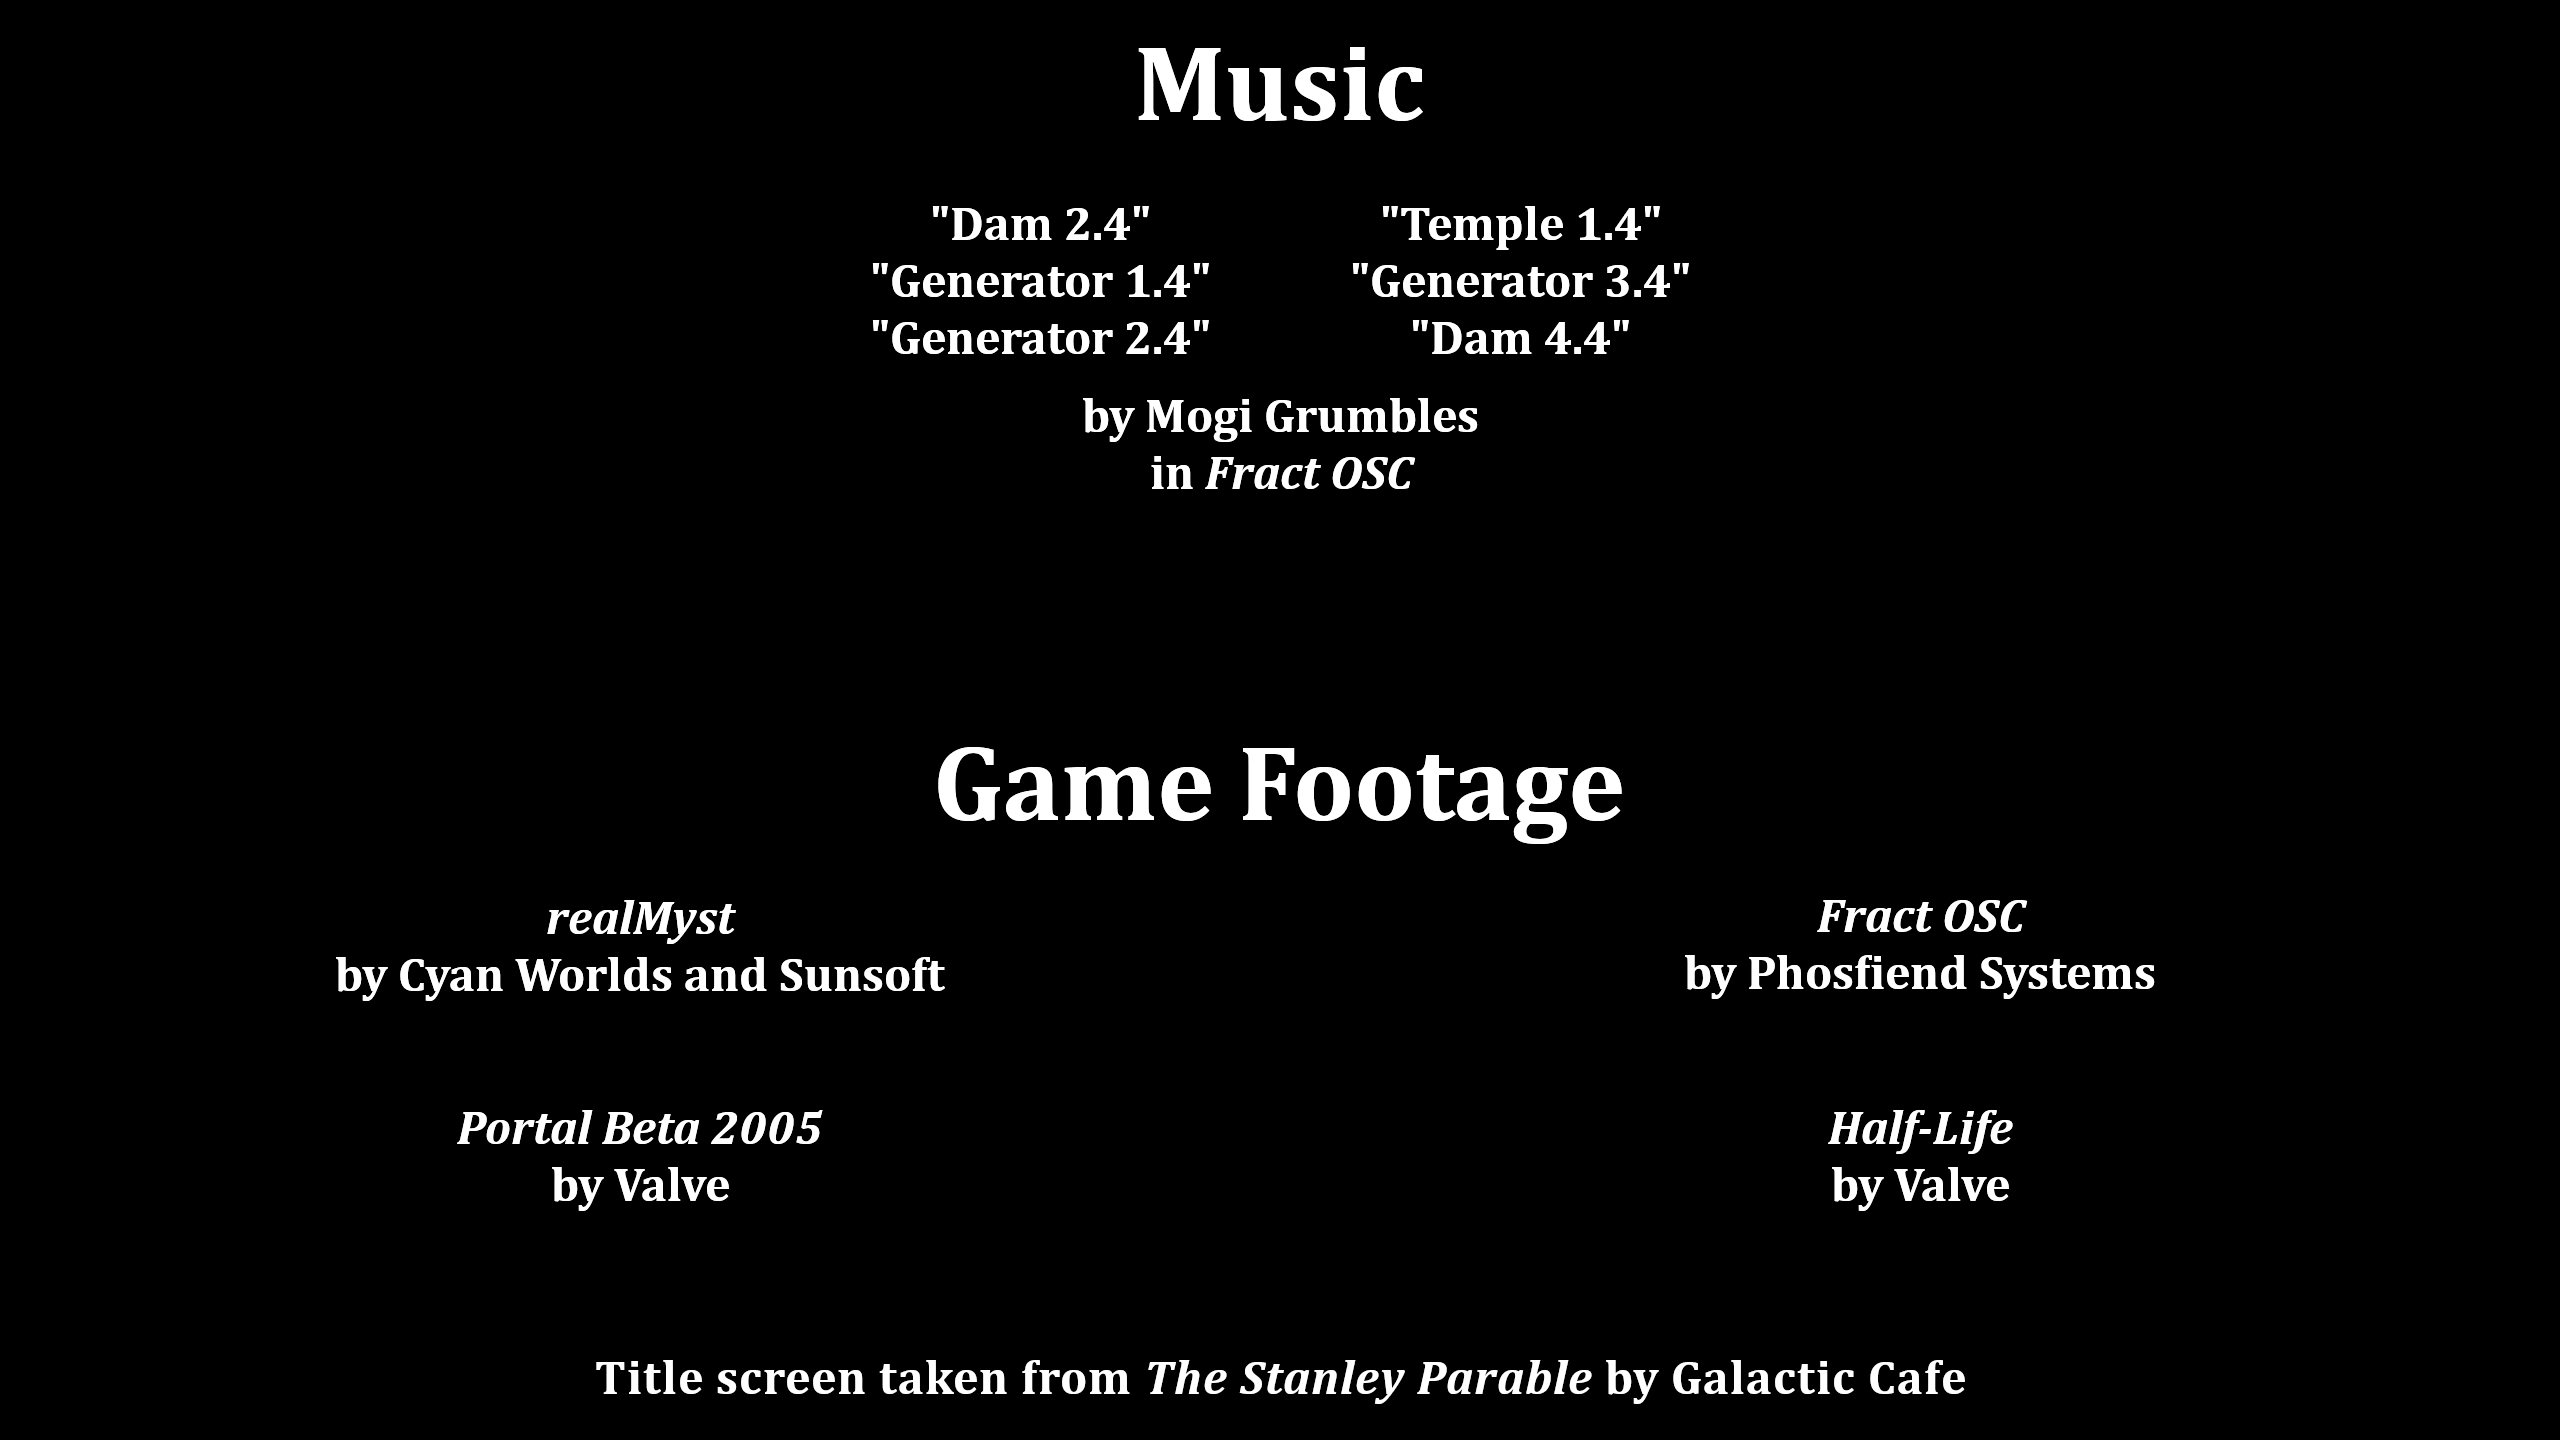 Music
"Dam 2.4"
"Generator 1.4"
"Generator 2.4"
"Temple 1.4"
"Generator 3.4"
"Dam 4.4"
by Mogi Grumbles
in Fract OSC
Game Footage
realMyst
by Cyan Worlds and Sunsoft
Fract OSC
by Phosfiend Systems
Portal Beta 2005
by Valve
Half-Life
by Valve
Title screen taken from The Stanley Parable by Galactic Cafe